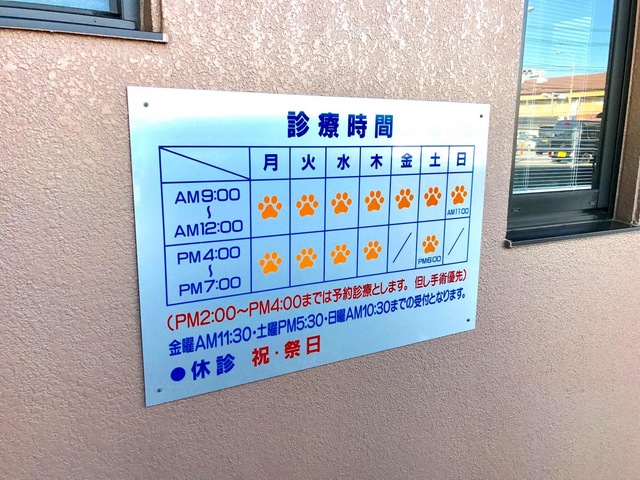 診療時間
月 火 水 木 金 土 日
AM9:00
～
AM12:00
AM11:00
PM4:00
～
PM7:00
PM6:00
(PM2:00～PM4:00までは予約診療とします。但し手術優先)
金曜AM11:30・土曜PM5:30・日曜AM10:30までの受付となります。
●休診 祝・祭日